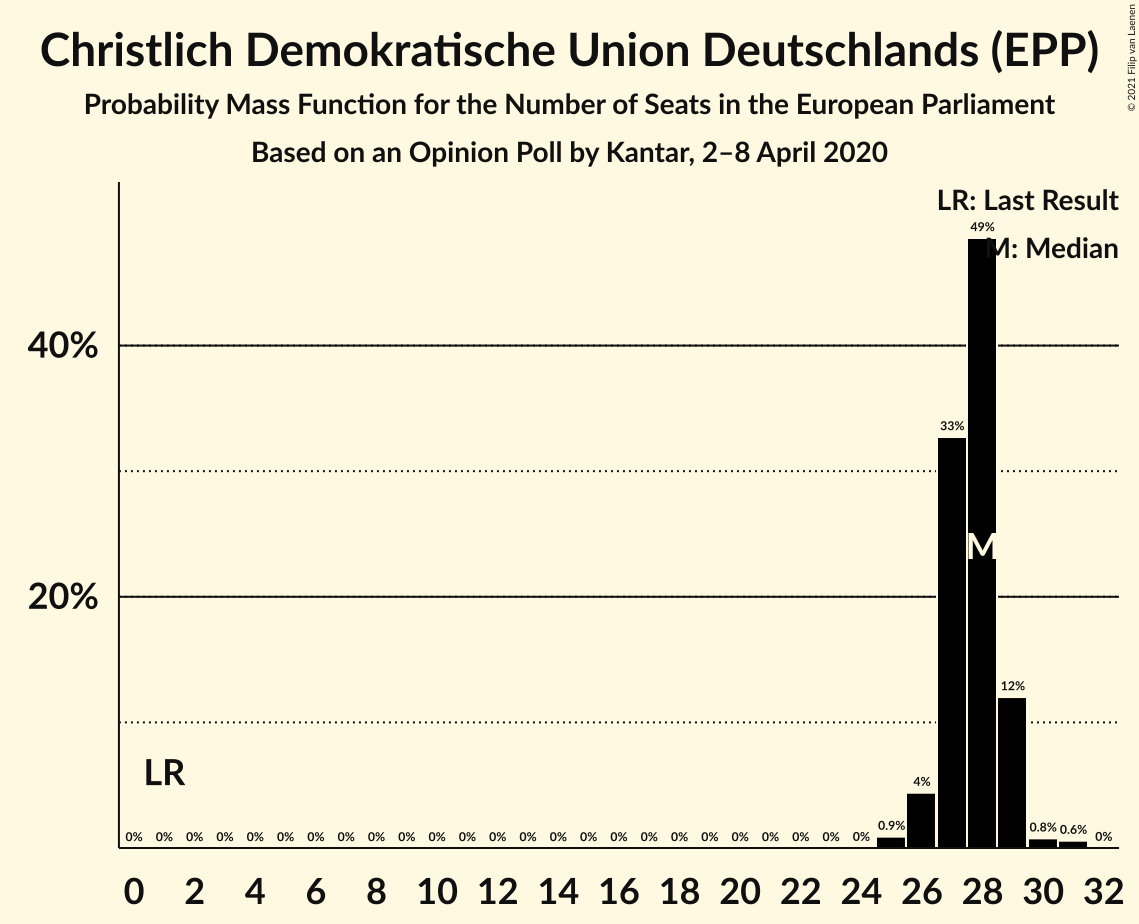 Christlich Demokratische Union Deutschlands (EPP)
Probability Mass Function for the Number of Seats in the European Parliament
Based on an Opinion Poll by Kantar, 2–8 April 2020
© 2021 Filip van Laenen
LR: Last Result
49%
M: Median
40%
33%
M
20%
12%
LR
4%
0% 0% 0% 0% 0% 0% 0% 0% 0% 0% 0% 0% 0% 0% 0% 0% 0% 0% 0% 0% 0% 0% 0% 0% 0% 0.9% 0.8% 0.6% 0%
0 2 4 6 8 10 12 14 16 18 20 22 24 26 28 30 32